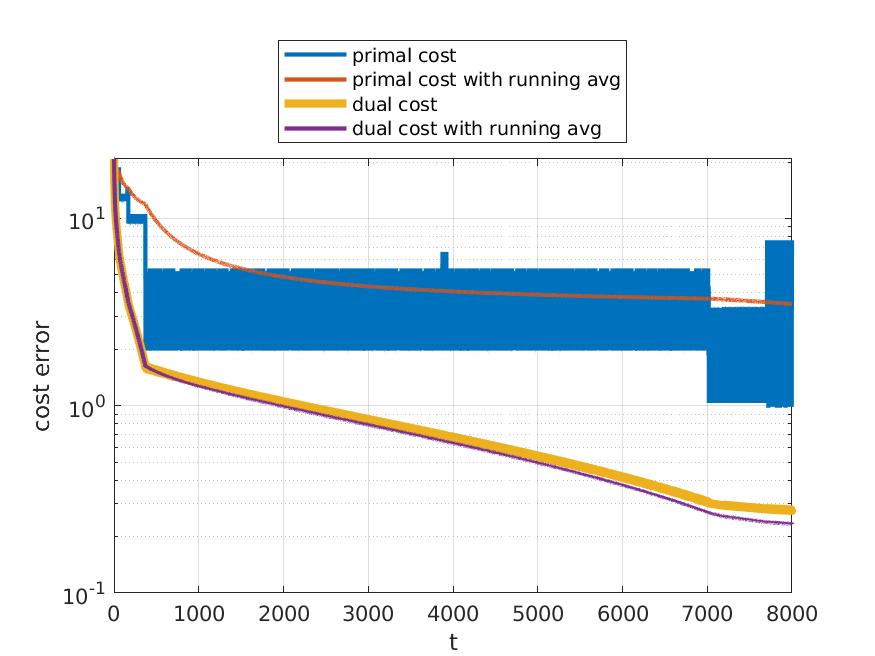 primal cost
primal cost with running avg
dual cost
dual cost with running avg
cost error
10^1
10^0
10^-1
0 1000 2000 3000 4000 5000 6000 7000 8000
t